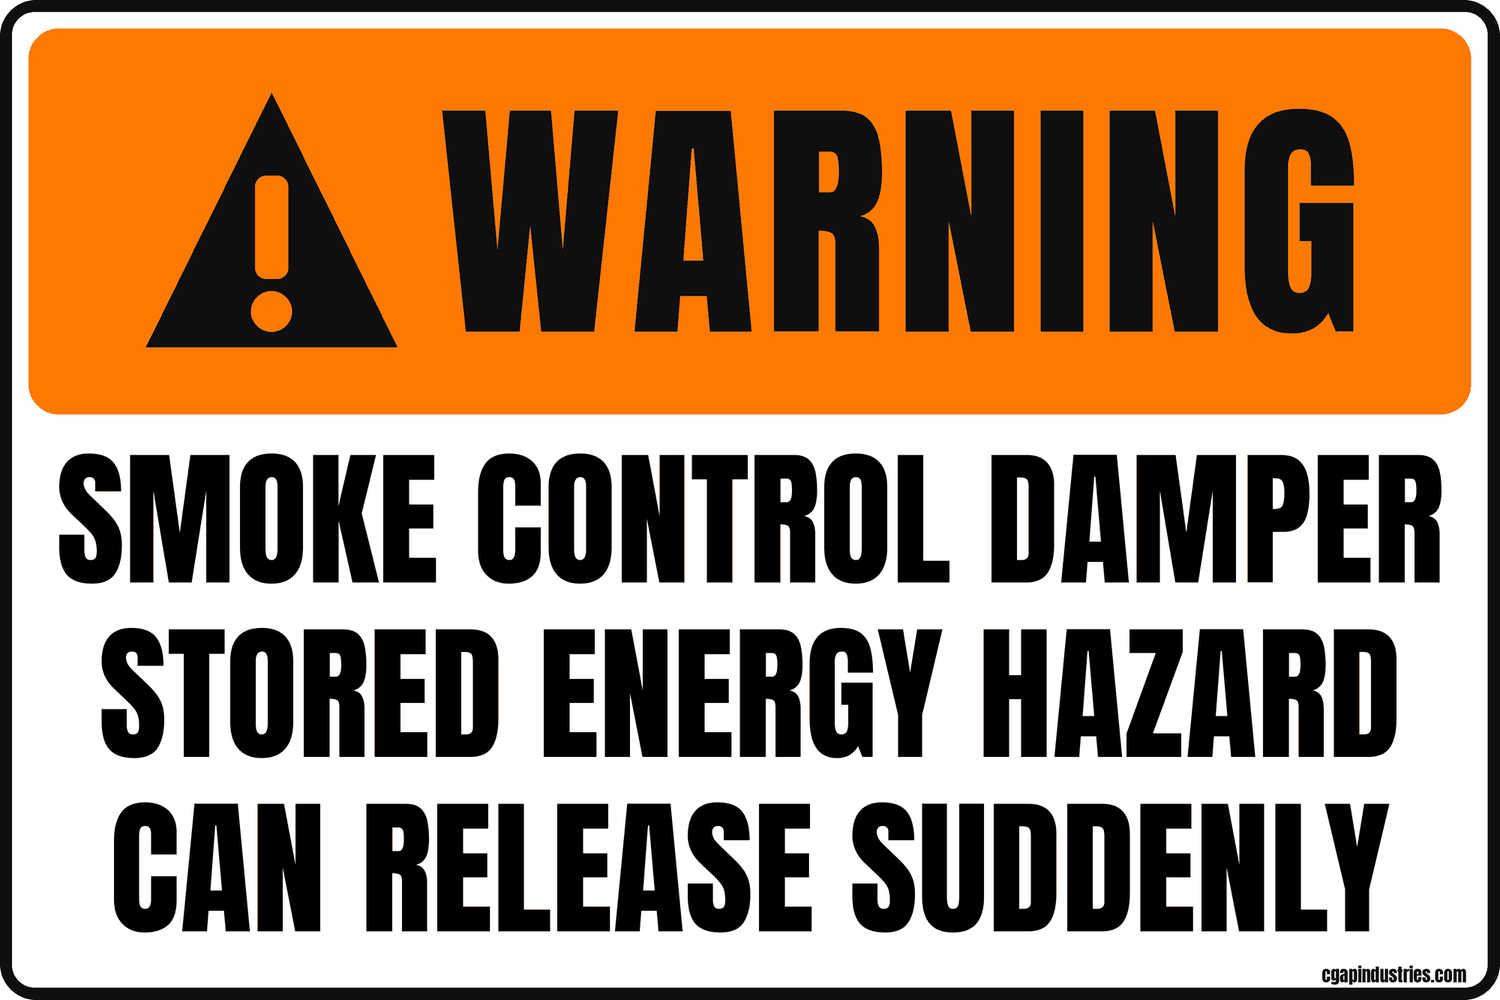 WARNING
SMOKE CONTROL DAMPER
STORED ENERGY HAZARD
CAN RELEASE SUDDENLY
cgapindustries.com